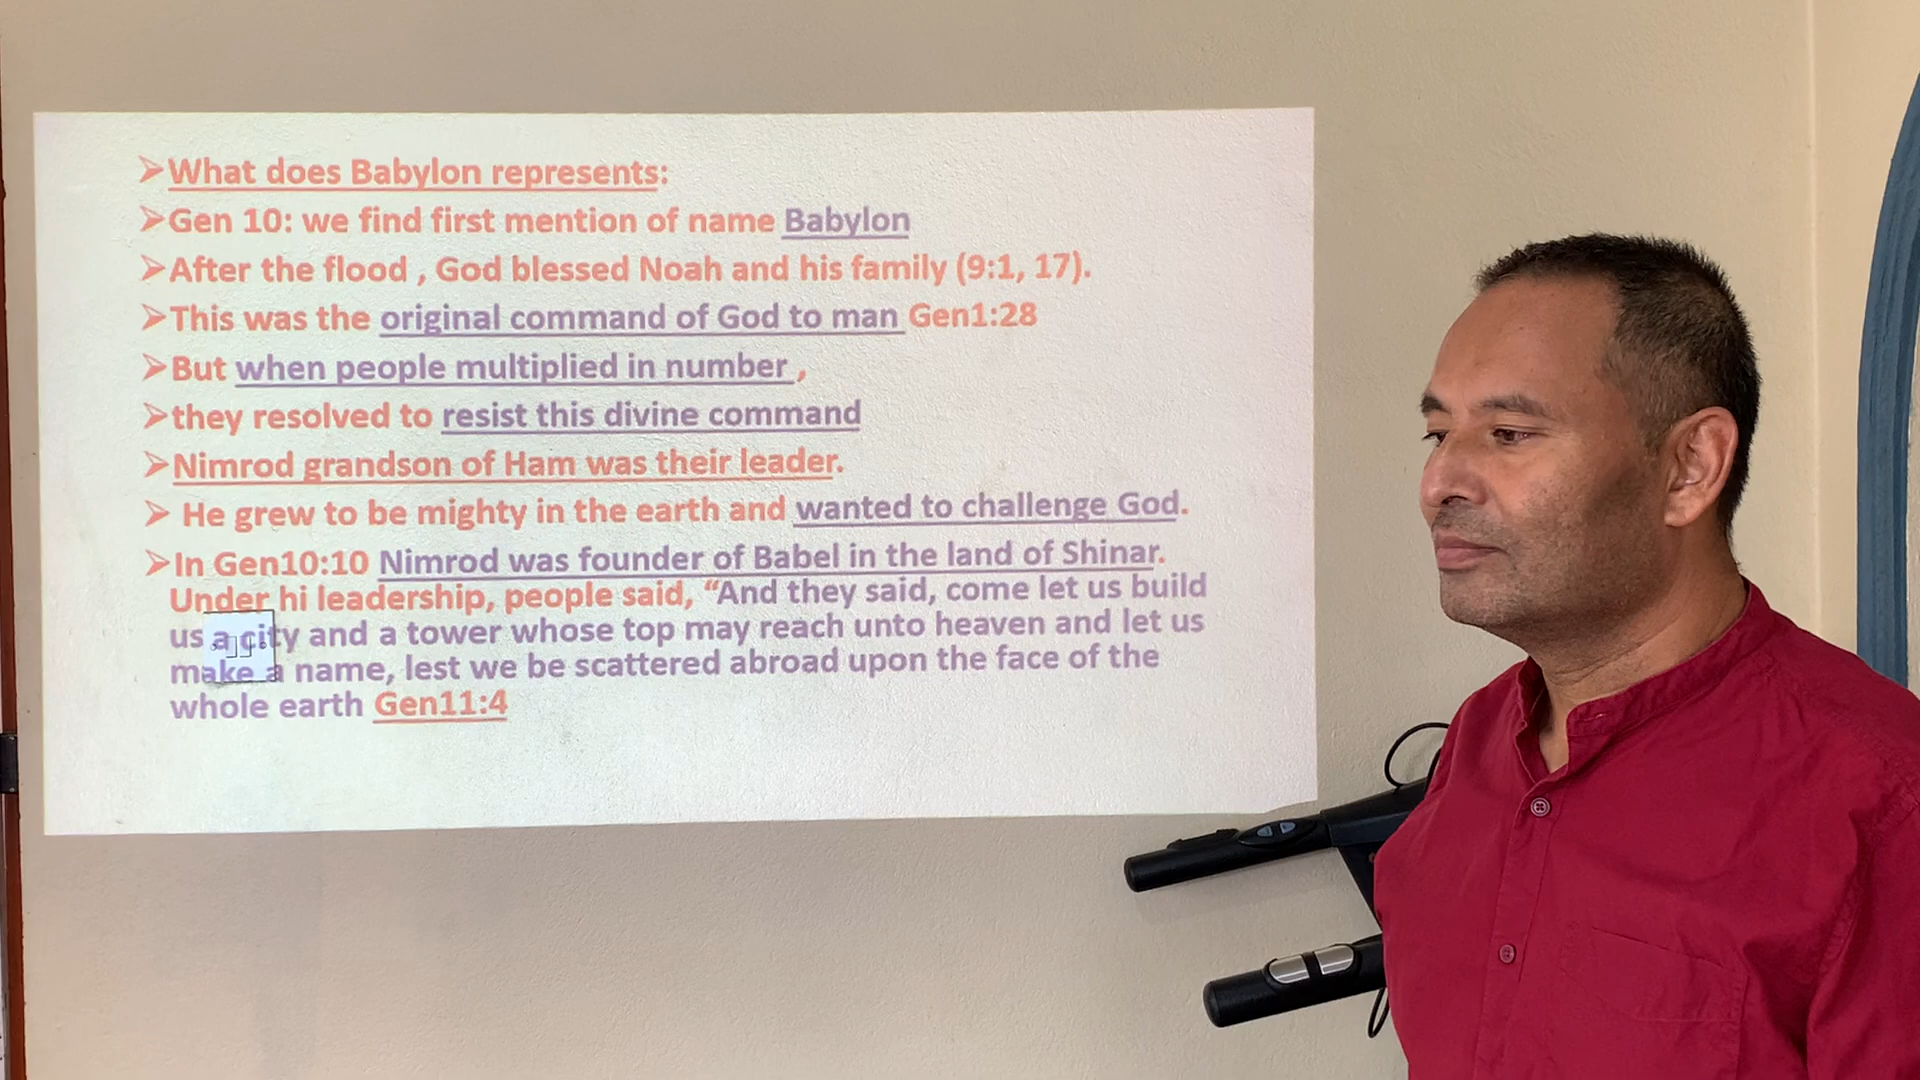 ➢What does Babylon represents:
➢Gen 10: we find first mention of name Babylon
➢After the flood , God blessed Noah and his family (9:1, 17).
➢This was the original command of God to man Gen1:28
➢But when people multiplied in number ,
➢they resolved to resist this divine command
➢Nimrod grandson of Ham was their leader.
➢ He grew to be mighty in the earth and wanted to challenge God.
➢In Gen10:10 Nimrod was founder of Babel in the land of Shinar.
Under hi leadership, people said, “And they said, come let us build
us a city and a tower whose top may reach unto heaven and let us
make a name, lest we be scattered abroad upon the face of the
whole earth Gen11:4